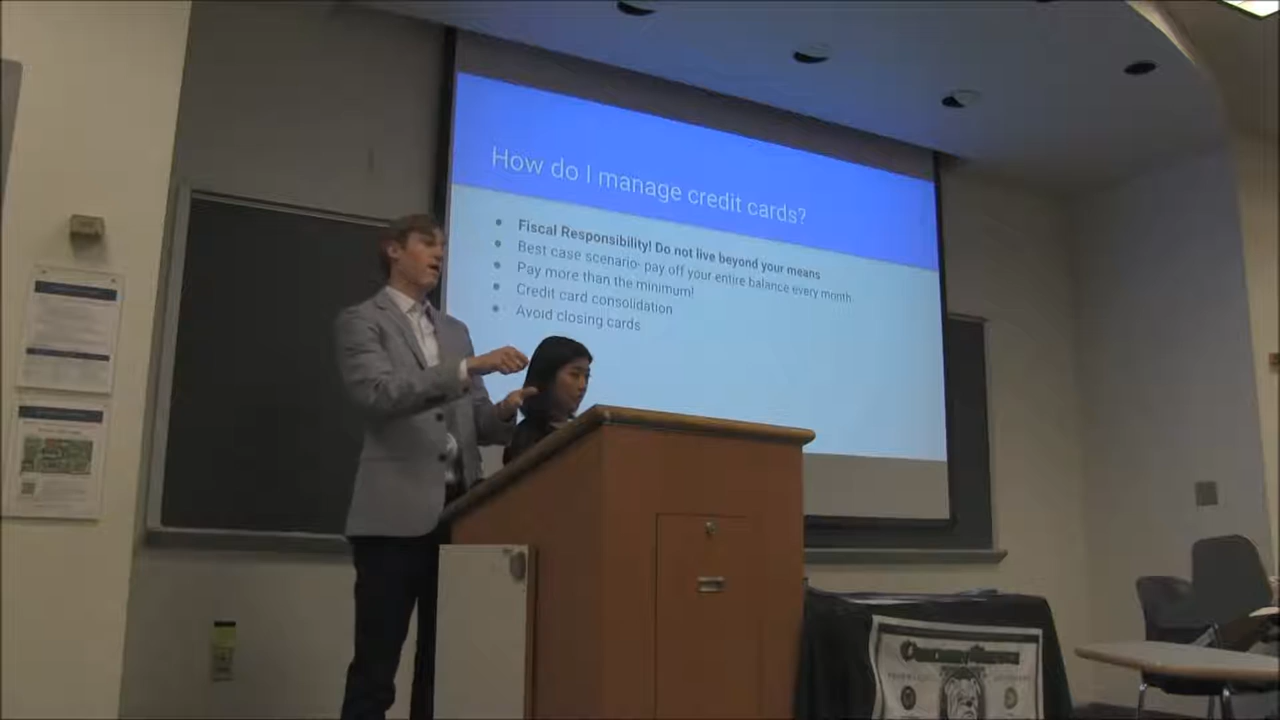 How do I manage credit cards?
Fiscal Responsibility! Do not live beyond your means
Best case scenario- pay off your entire balance every month.
Pay more than the minimum!
Credit card consolidation
Avoid closing cards